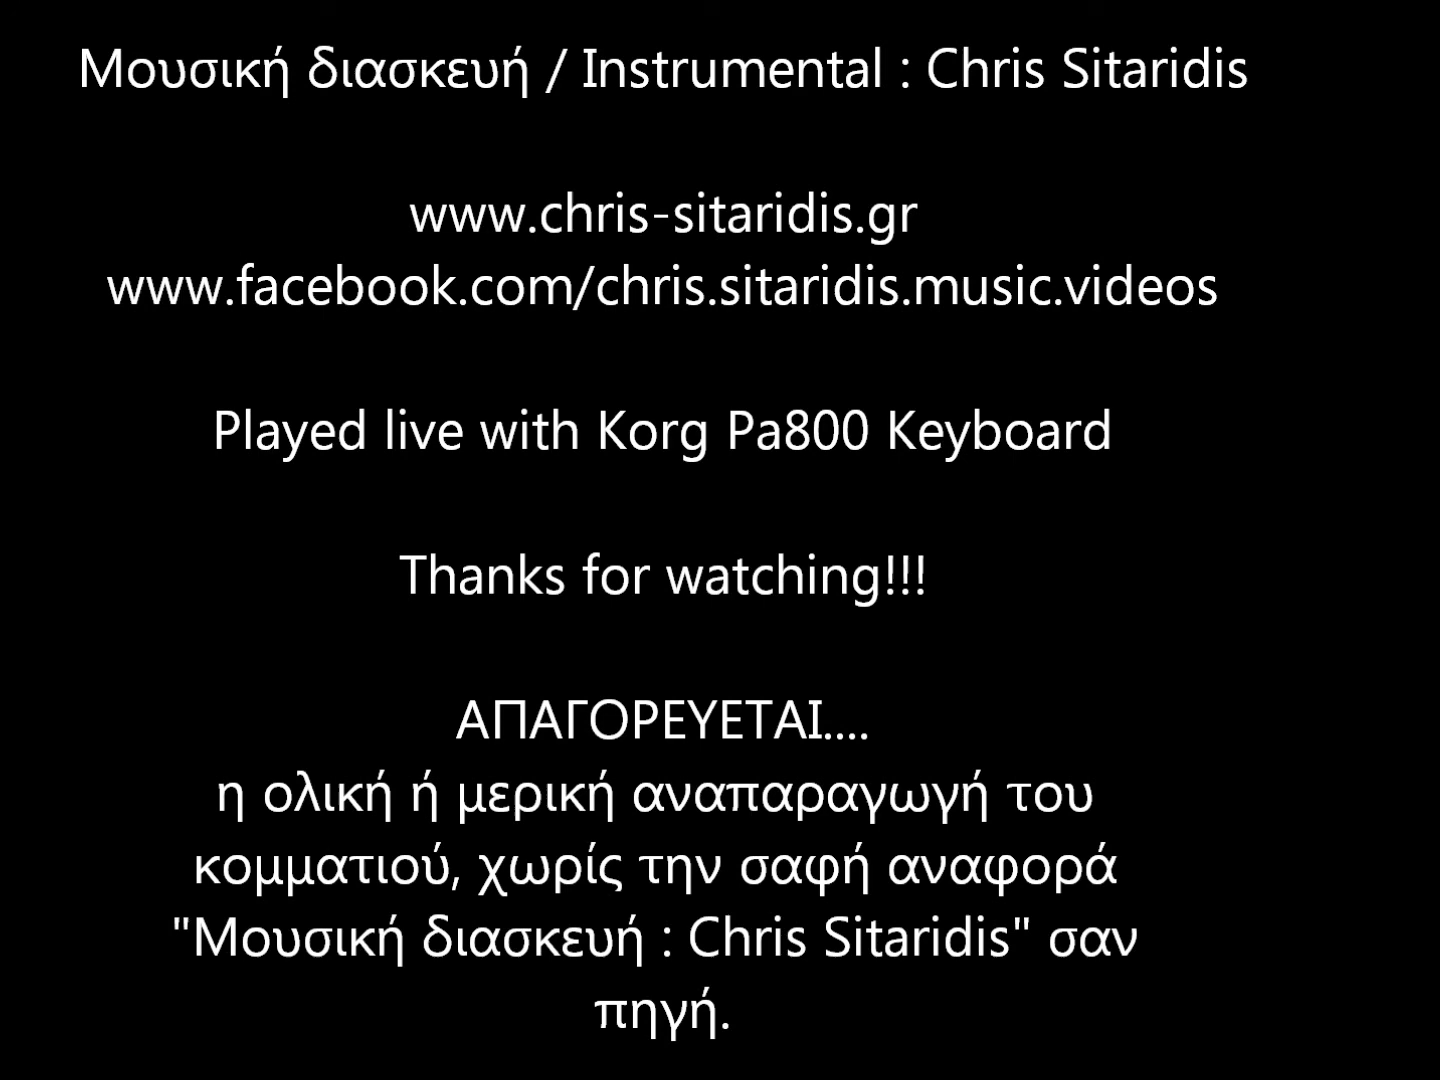 Μουσική διασκευή / Instrumental : Chris Sitaridis
www.chris-sitaridis.gr
www.facebook.com/chris.sitaridis.music.videos
Played live with Korg Pa800 Keyboard
Thanks for watching!!!
ΑΠΑΓΟΡΕΥΕΤΑΙ....
η ολική ή μερική αναπαραγωγή του
κομματιού, χωρίς την σαφή αναφορά
"Μουσική διασκευή : Chris Sitaridis" σαν
πηγή.